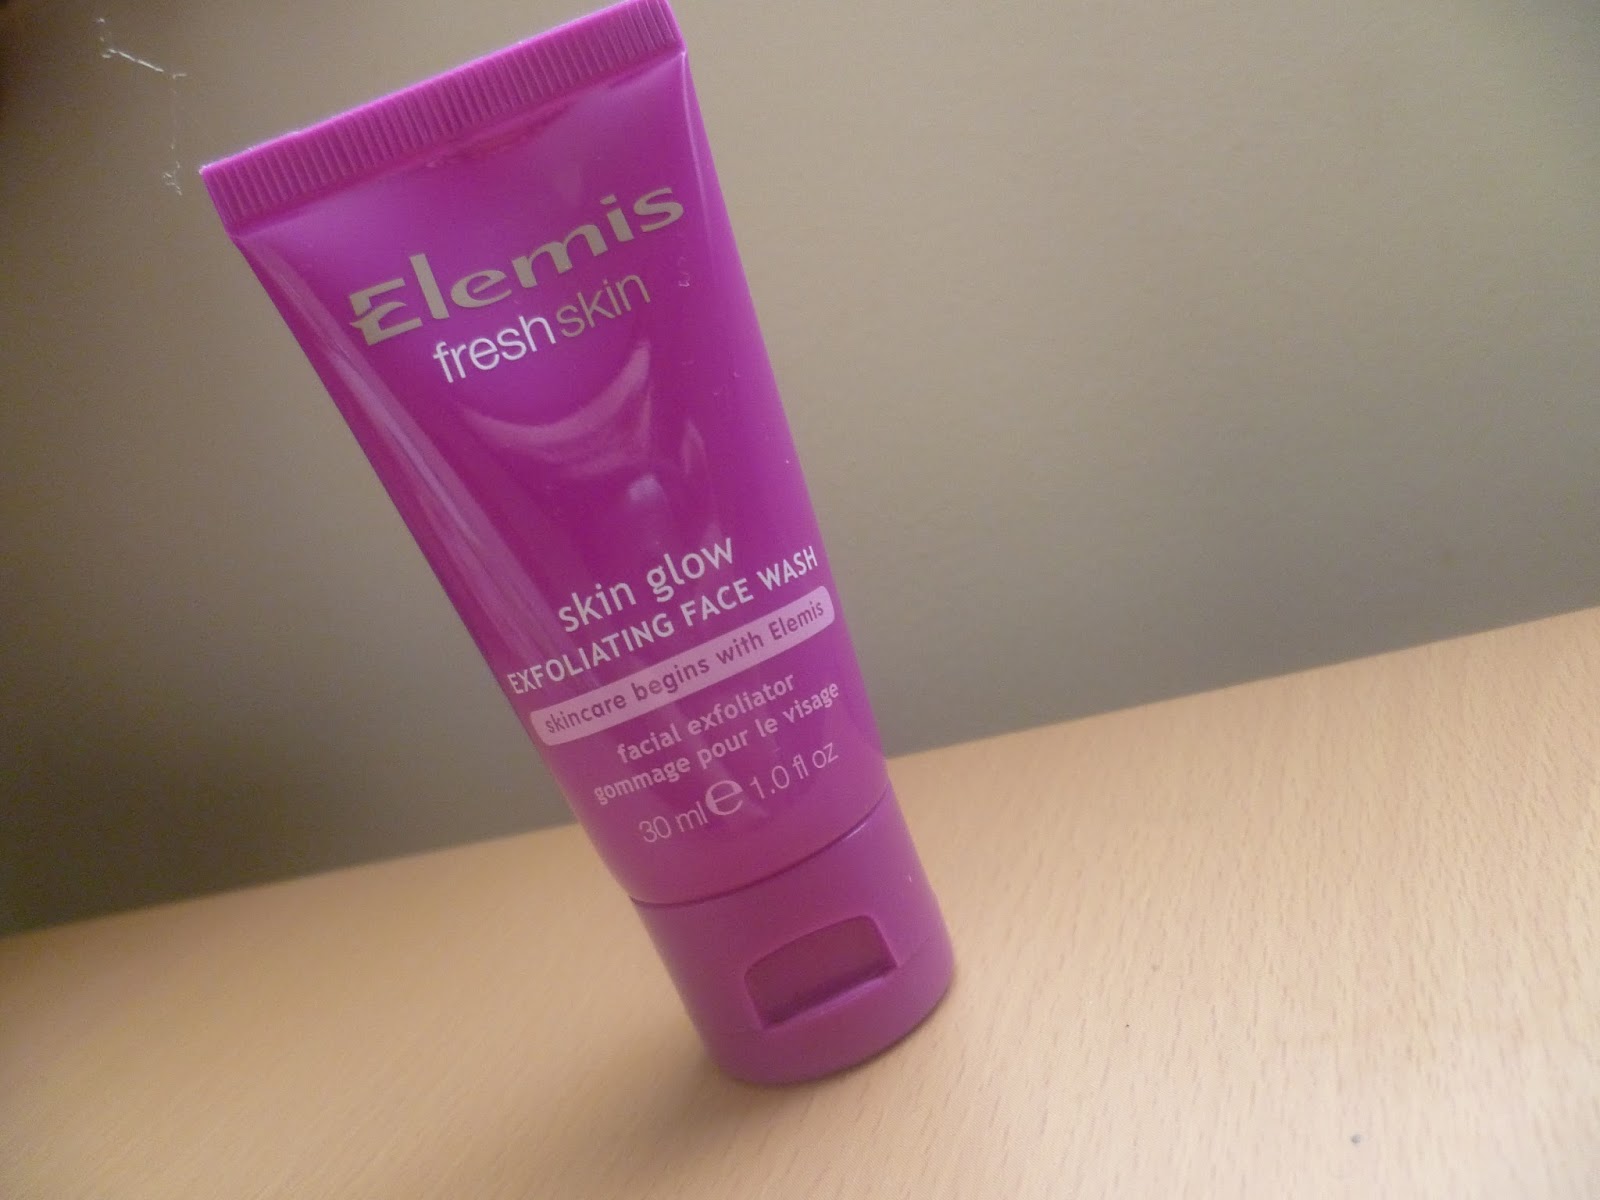 Elemis
freshskin
skin glow
EXFOLIATING FACE WASH
skincare begins with Elemis
facial exfoliator
gommage pour le visage
30 ml e 1.0 fl oz